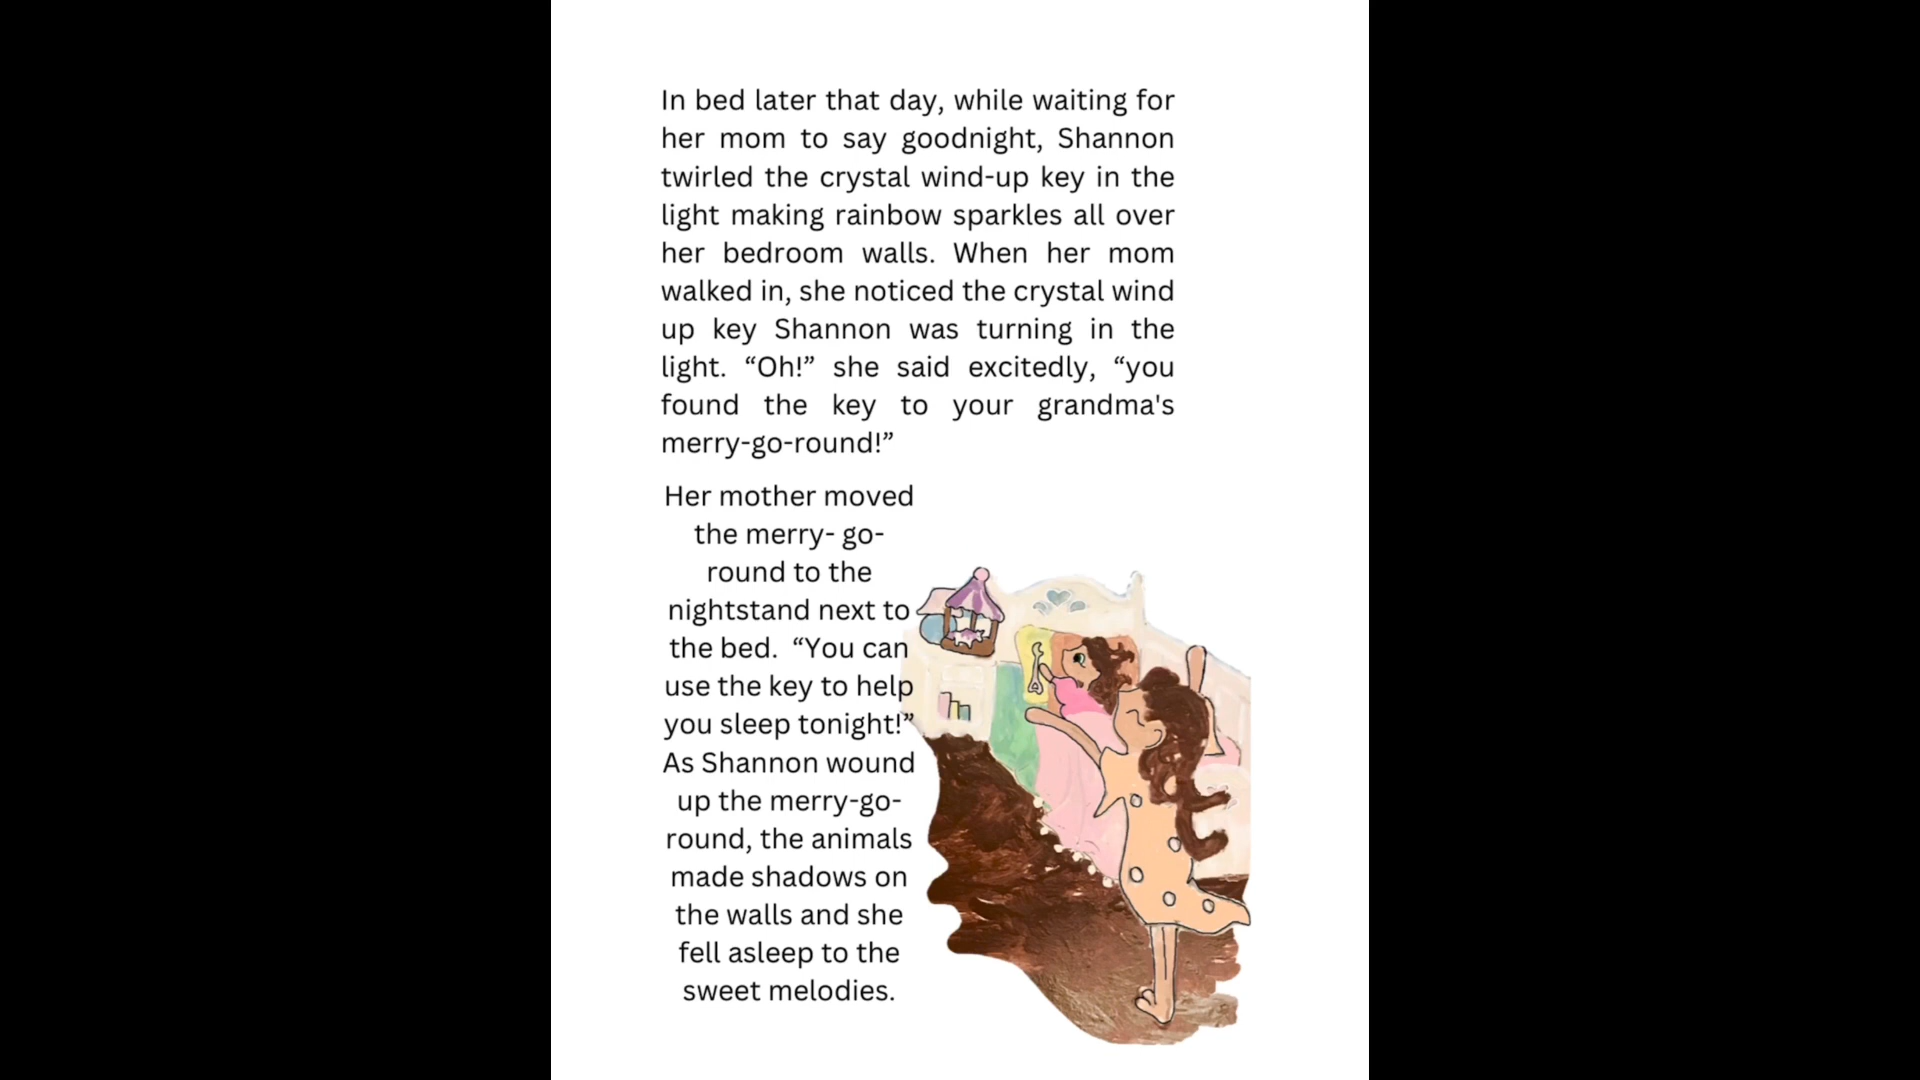 In bed later that day, while waiting for
her mom to say goodnight, Shannon
twirled the crystal wind-up key in the
light making rainbow sparkles all over
her bedroom walls. When her mom
walked in, she noticed the crystal wind
up key Shannon was turning in the
light. “Oh!” she said excitedly, “you
found the key to your grandma's
merry-go-round!”
Her mother moved
the merry- go-
round to the
nightstand next to
the bed.  “You can
use the key to help
you sleep tonight!”
As Shannon wound
up the merry-go-
round, the animals
made shadows on
the walls and she
fell asleep to the
sweet melodies.